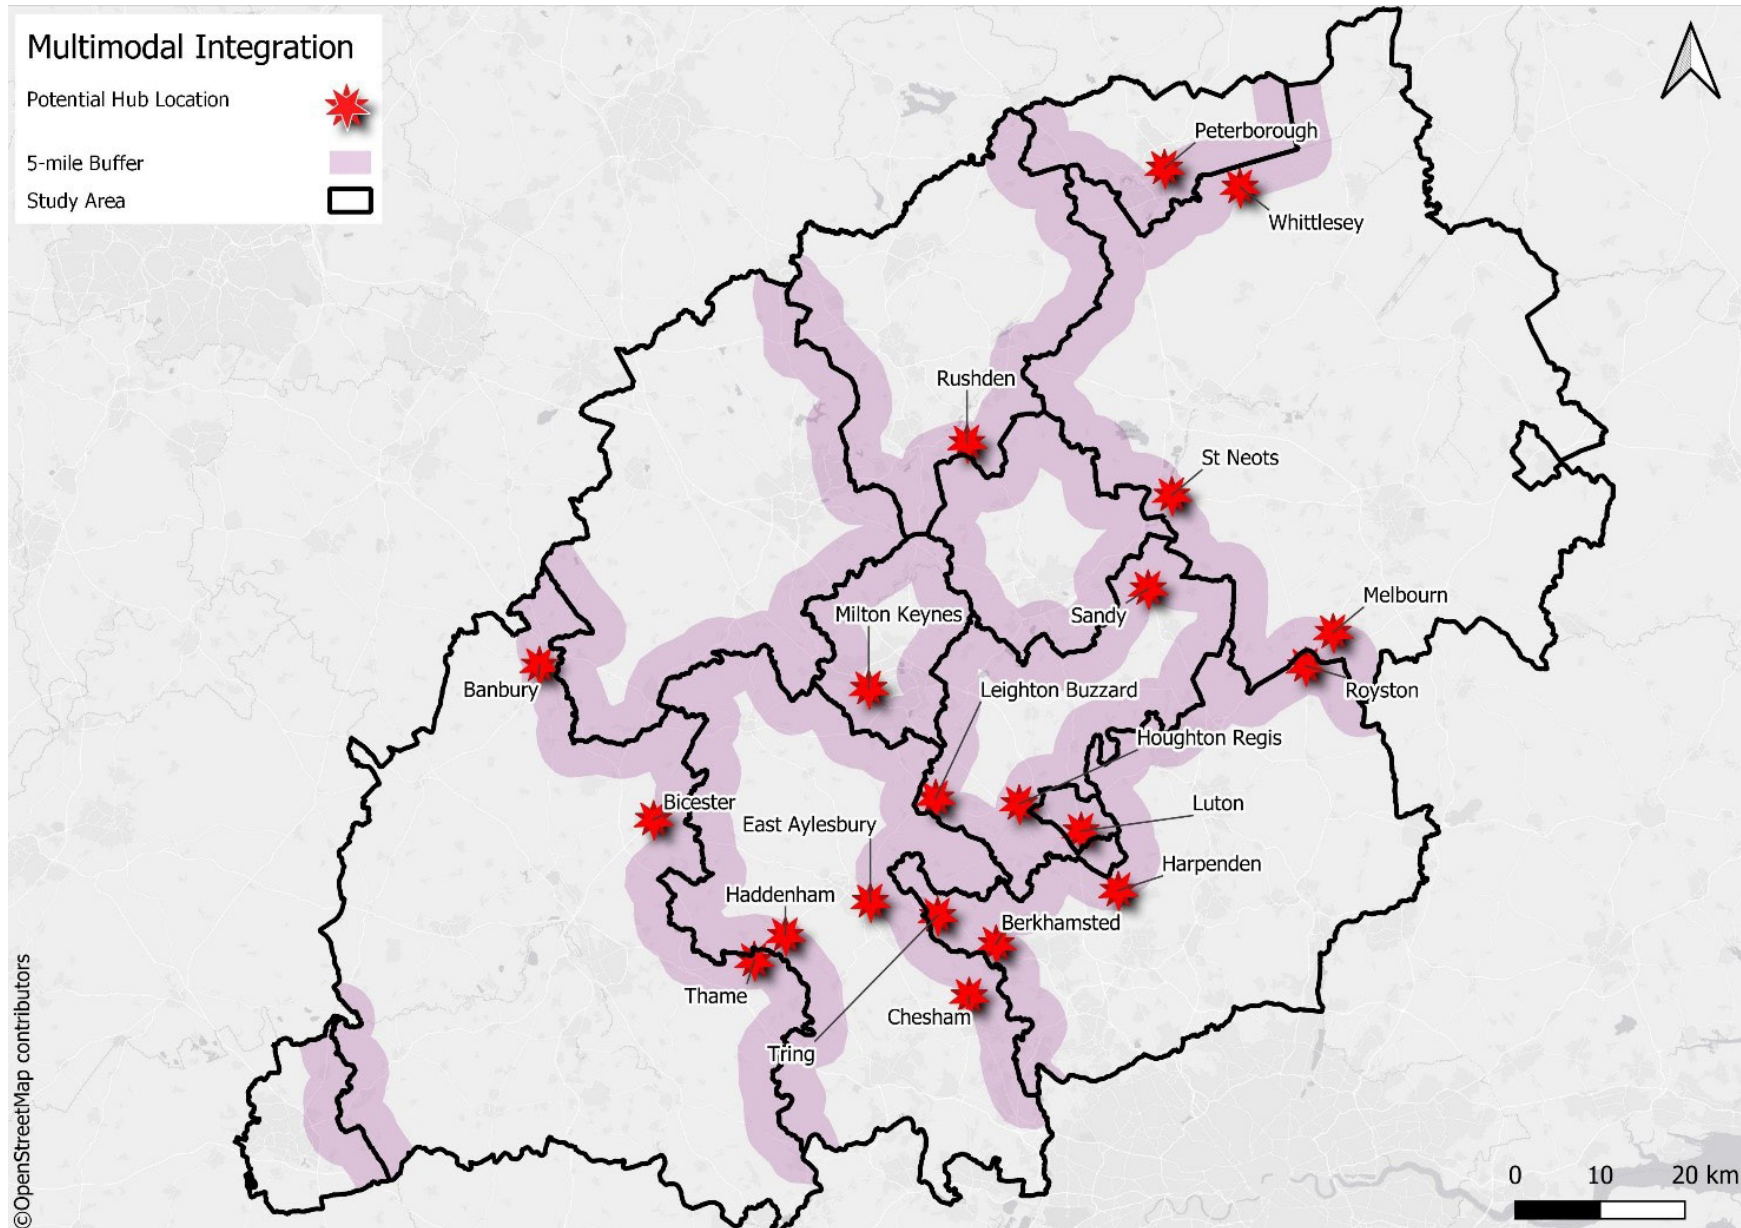 Multimodal Integration
Potential Hub Location
5-mile Buffer
Study Area
Peterborough
Whittlesey
Rushden
St Neots
Melbourn
Milton Keynes
Sandy
Banbury
Leighton Buzzard
Royston
Houghton Regis
Bicester
Luton
East Aylesbury
Harpenden
Haddenham
Berkhamsted
Thame
Chesham
Tring
©OpenStreetMap contributors
0 10 20 km